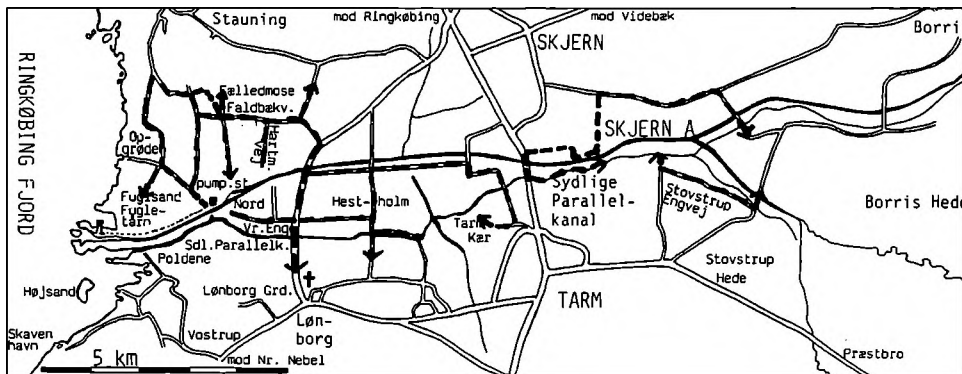 Stauning
mod Ringkøbing
mod Videbæk
SKJERN
Borri
RINGKØBING FJORD
Fælledmose
Faldbækv.
Hartm.
vej
SKJERN A
Op-
grøde
pump.st
Fuglsand
Fugle-
tårn
Nord
Vr.Eng
Hest-holm
Sydlige
Parallel-
kanal
Stovstrup
Engvej
Borris Hede
Tarm
Kær
Sdl.Parallelk.
Poldene
Stovstrup
Hede
Højsand
Lønborg Grd.
TARM
Løn-
borg
Skaven
havn
Vostrup
Præstbro
5 km
mod Nr. Nebel